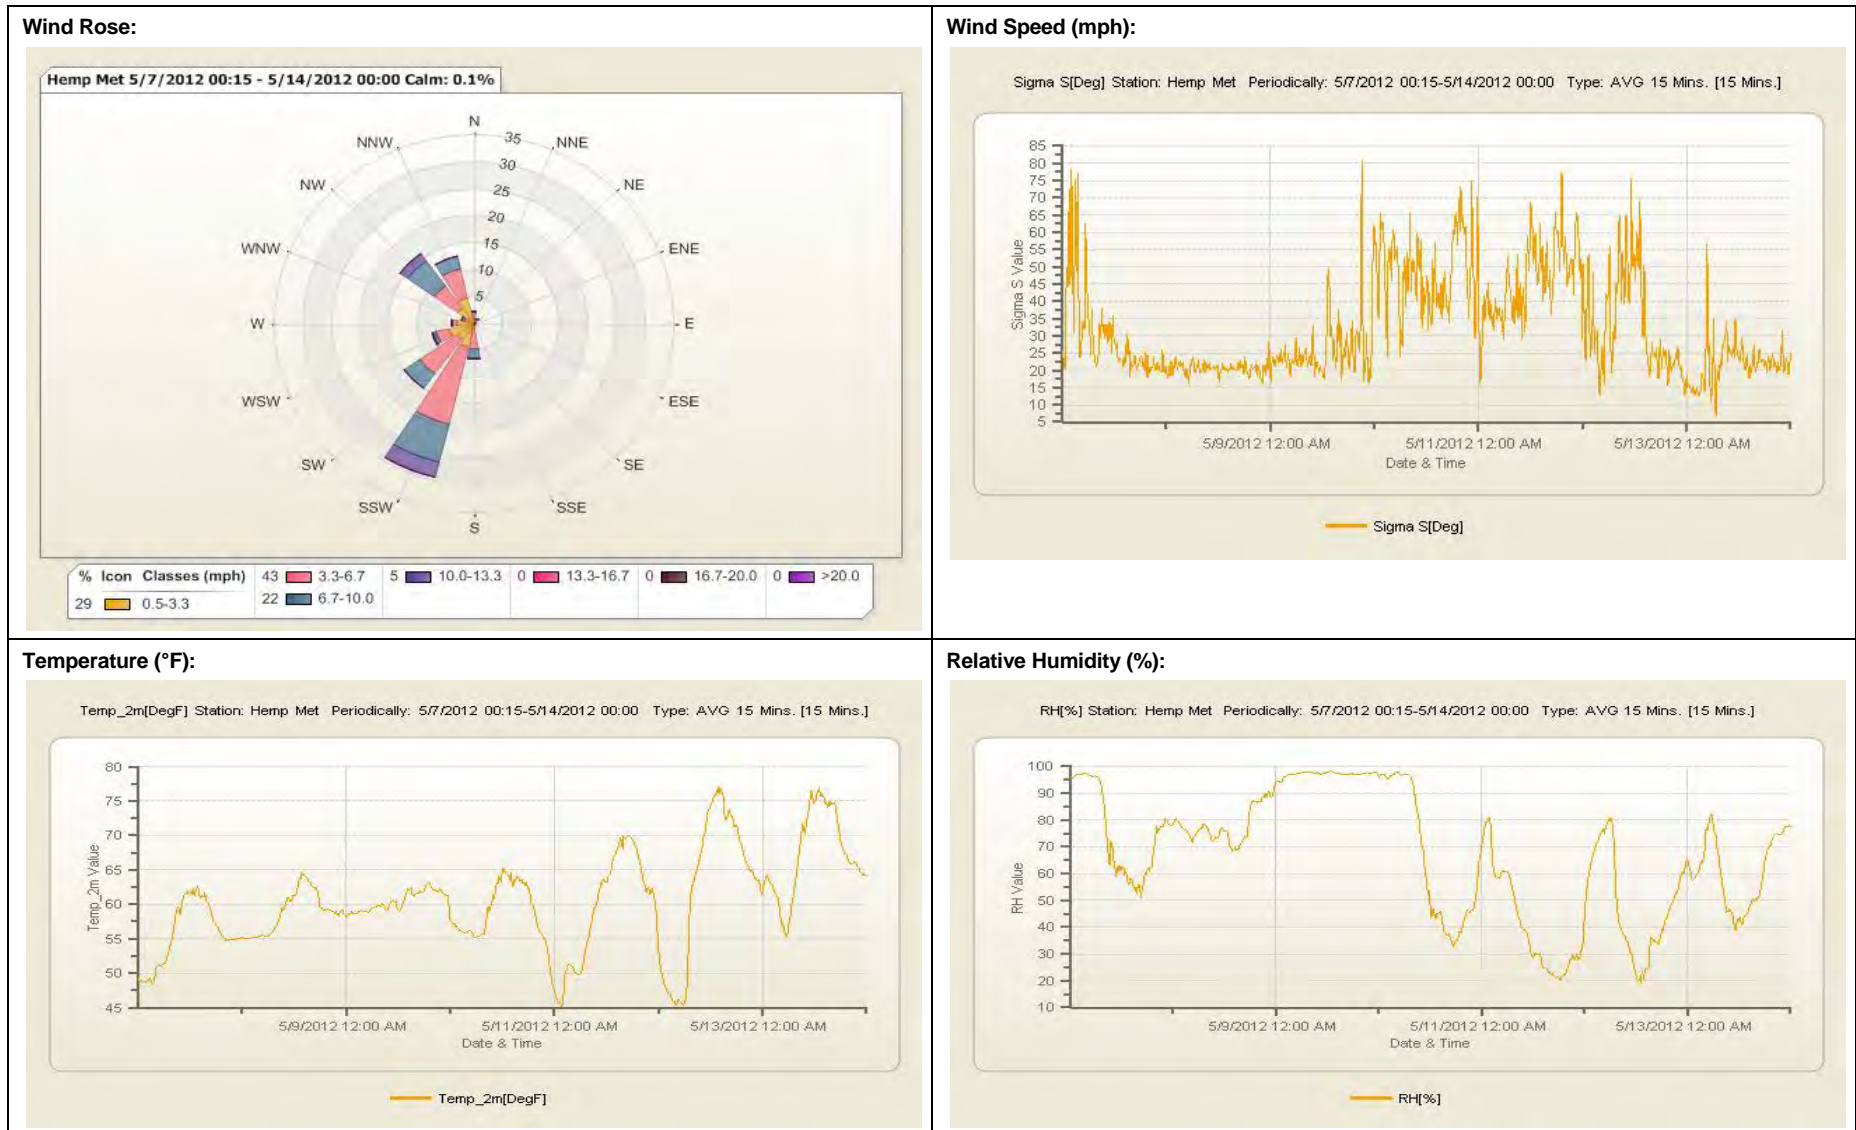 Wind Rose:
Hemp Met 5/7/2012 00:15 - 5/14/2012 00:00 Calm: 0.1%
N
NNE
NE
ENE
E
ESE
SE
SSE
S
SSW
SW
WSW
W
WNW
NW
NNW
35
30
25
20
15
10
5
% Icon Classes (mph) 43 3.3-6.7 5 10.0-13.3 0 13.3-16.7 0 16.7-20.0 0 >20.0
29 0.5-3.3 22 6.7-10.0
Wind Speed (mph):
Sigma S[Deg] Station: Hemp Met Periodically: 5/7/2012 00:15-5/14/2012 00:00 Type: AVG 15 Mins. [15 Mins.]
85
80
75
70
65
60
55
50
45
40
35
30
25
20
15
10
5
Sigma S Value
5/9/2012 12:00 AM 5/11/2012 12:00 AM 5/13/2012 12:00 AM
Date & Time
Sigma S[Deg]
Temperature (°F):
Temp_2m[DegF] Station: Hemp Met Periodically: 5/7/2012 00:15-5/14/2012 00:00 Type: AVG 15 Mins. [15 Mins.]
80
75
70
65
60
55
50
45
Temp_2m Value
5/9/2012 12:00 AM 5/11/2012 12:00 AM 5/13/2012 12:00 AM
Date & Time
Temp_2m[DegF]
Relative Humidity (%):
RH[%] Station: Hemp Met Periodically: 5/7/2012 00:15-5/14/2012 00:00 Type: AVG 15 Mins. [15 Mins.]
100
90
80
70
60
50
40
30
20
10
RH Value
5/9/2012 12:00 AM 5/11/2012 12:00 AM 5/13/2012 12:00 AM
Date & Time
RH[%]